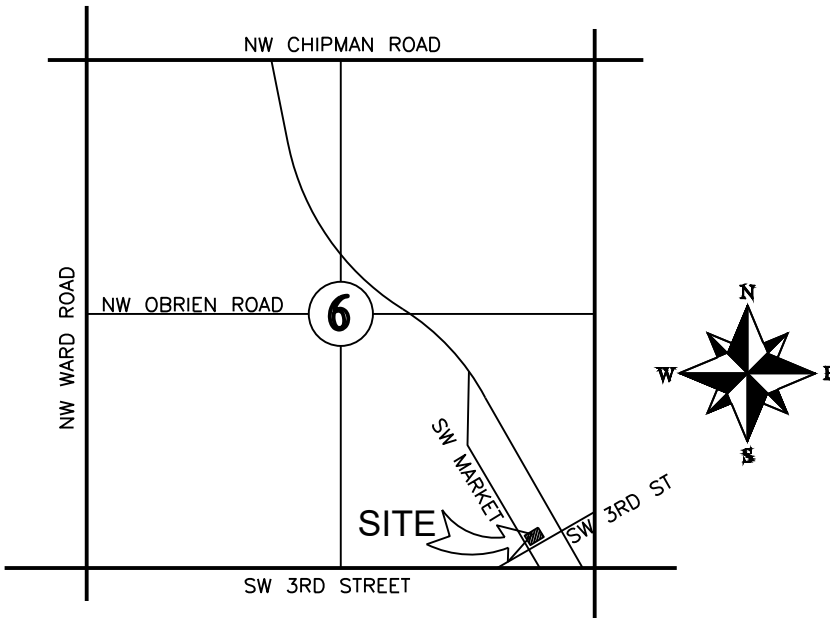 NW CHIPMAN ROAD
NW WARD ROAD
NW OBRIEN ROAD
6
N
W
E
S
SW MARKET
SITE
SW 3RD ST
SW 3RD STREET